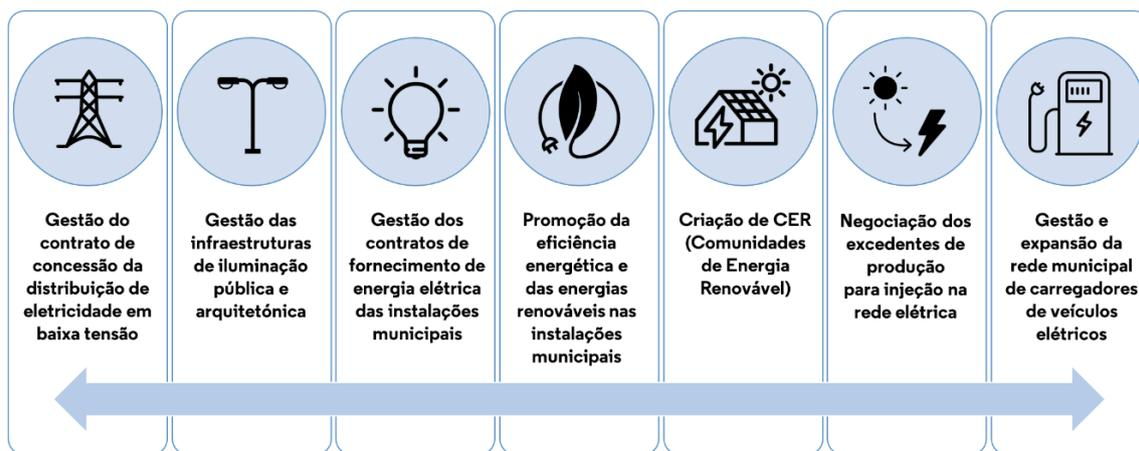 Gestão do
contrato de
concessão da
distribuição de
eletricidade em
baixa tensão
Gestão das
infraestruturas
de iluminação
pública e
arquitetónica
Gestão dos
contratos de
fornecimento de
energia elétrica
das instalações
municipais
Promoção da
eficiência
energética e
das energias
renováveis nas
instalações
municipais
Criação de CER
(Comunidades
de Energia
Renovável)
Negociação dos
excedentes de
produção
para injeção na
rede elétrica
Gestão e
expansão da
rede municipal
de carregadores
de veículos
elétricos